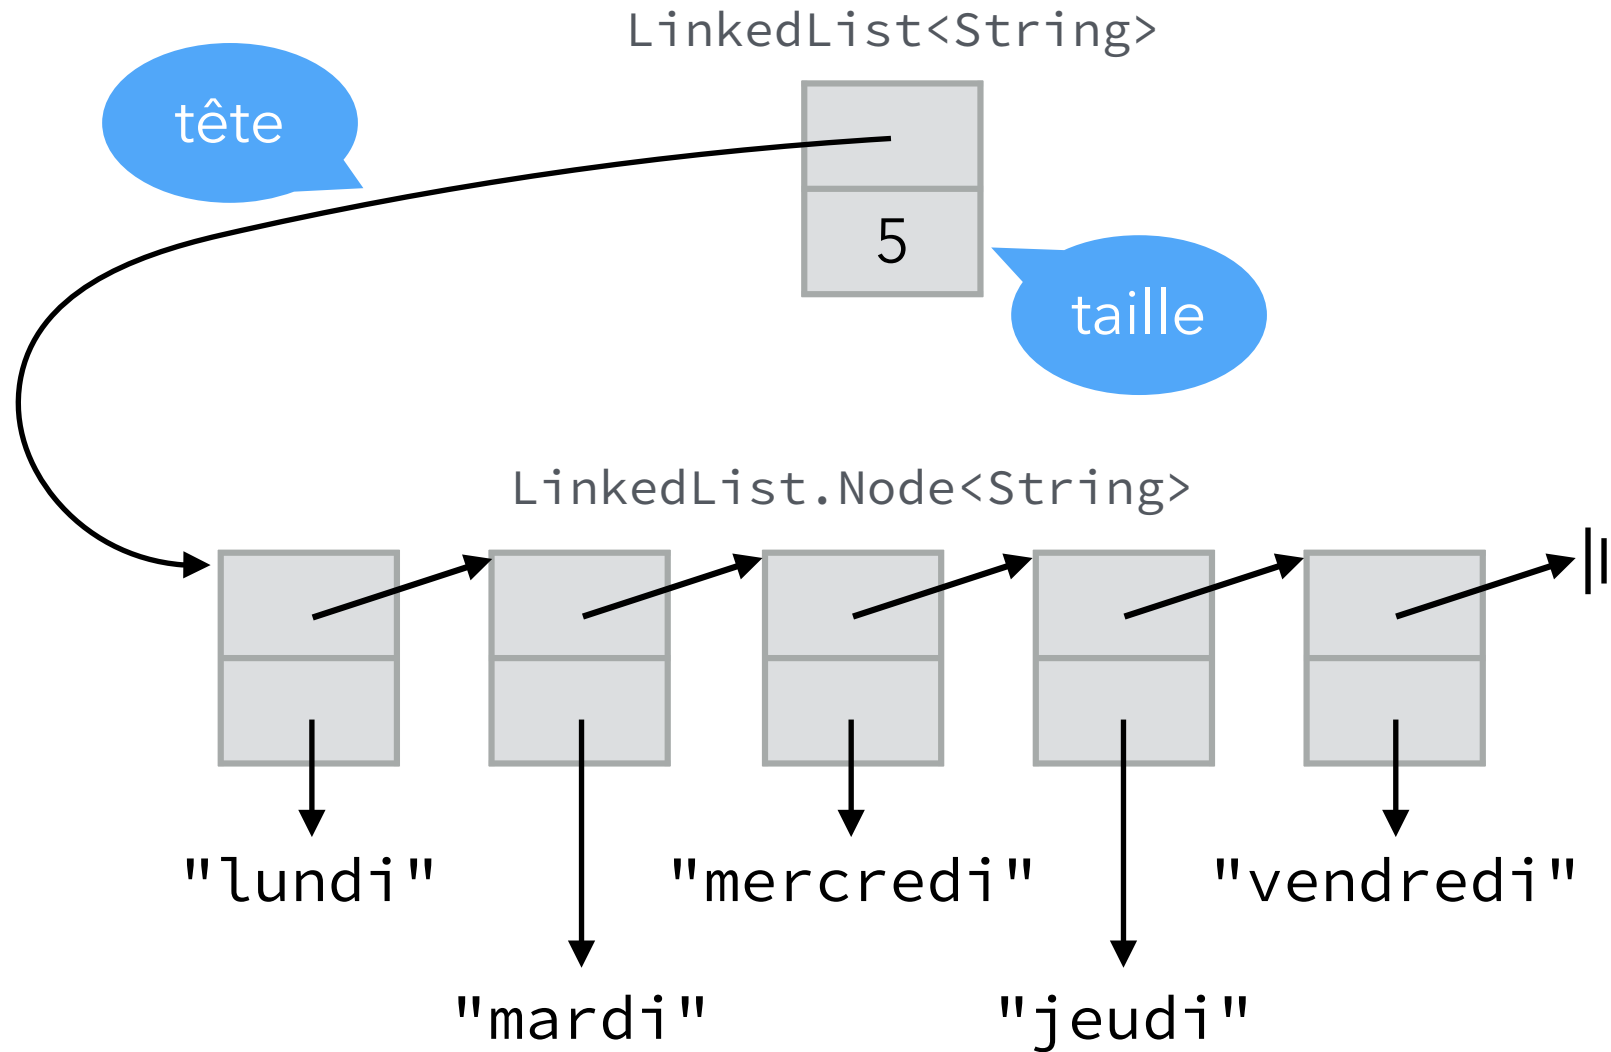 LinkedList<String>
tête
5
taille
LinkedList.Node<String>
"lundi"
"mercredi"
"vendredi"
"mardi"
"jeudi"